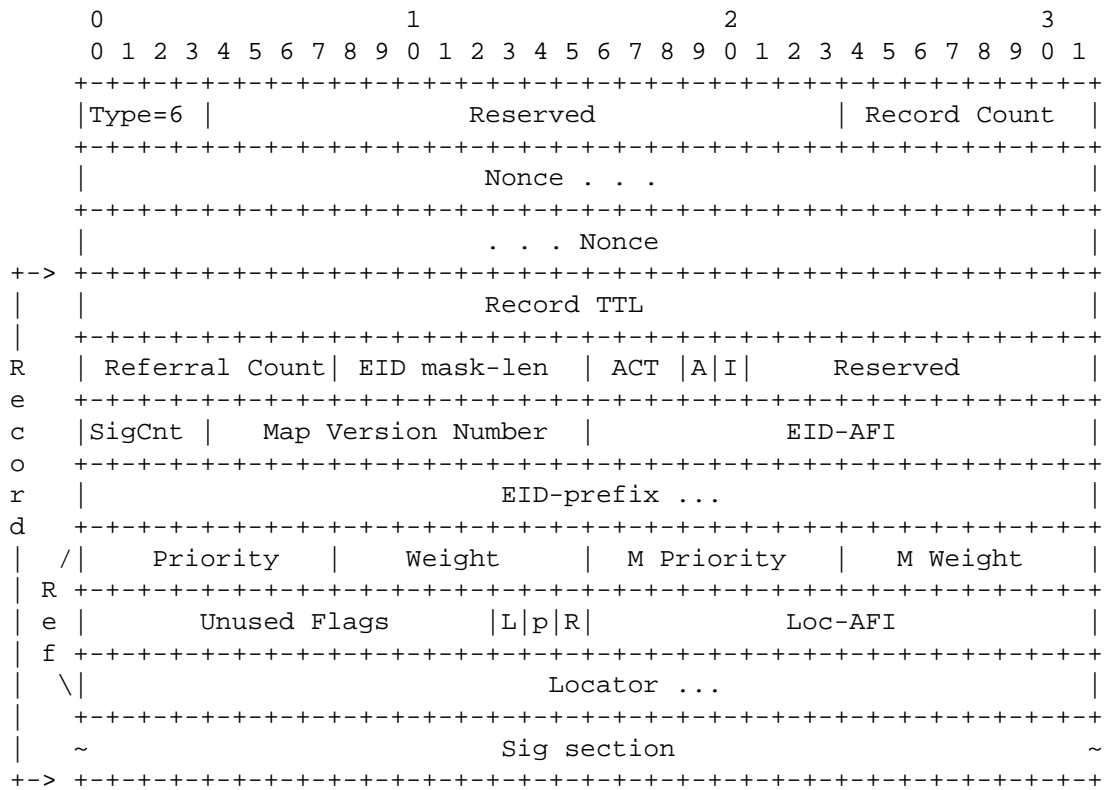 0                   1                   2                   3
        0 1 2 3 4 5 6 7 8 9 0 1 2 3 4 5 6 7 8 9 0 1 2 3 4 5 6 7 8 9 0 1
       +-+-+-+-+-+-+-+-+-+-+-+-+-+-+-+-+-+-+-+-+-+-+-+-+-+-+-+-+-+-+-+-+
       |Type=6 |                Reserved               | Record Count  |
       +-+-+-+-+-+-+-+-+-+-+-+-+-+-+-+-+-+-+-+-+-+-+-+-+-+-+-+-+-+-+-+-+
       |                         Nonce . . .                           |
       +-+-+-+-+-+-+-+-+-+-+-+-+-+-+-+-+-+-+-+-+-+-+-+-+-+-+-+-+-+-+-+-+
       |                         . . . Nonce                           |
   +-> +-+-+-+-+-+-+-+-+-+-+-+-+-+-+-+-+-+-+-+-+-+-+-+-+-+-+-+-+-+-+-+-+
   |   |                         Record TTL                            |
   |   +-+-+-+-+-+-+-+-+-+-+-+-+-+-+-+-+-+-+-+-+-+-+-+-+-+-+-+-+-+-+-+-+
   R   | Referral Count| EID mask-len  | ACT |A|I|     Reserved        |
   e   +-+-+-+-+-+-+-+-+-+-+-+-+-+-+-+-+-+-+-+-+-+-+-+-+-+-+-+-+-+-+-+-+
   c   |SigCnt |   Map Version Number  |            EID-AFI            |
   o   +-+-+-+-+-+-+-+-+-+-+-+-+-+-+-+-+-+-+-+-+-+-+-+-+-+-+-+-+-+-+-+-+
   r   |                          EID-prefix ...                       |
   d   +-+-+-+-+-+-+-+-+-+-+-+-+-+-+-+-+-+-+-+-+-+-+-+-+-+-+-+-+-+-+-+-+
   |  /|    Priority   |    Weight     |  M Priority   |   M Weight    |
   | R +-+-+-+-+-+-+-+-+-+-+-+-+-+-+-+-+-+-+-+-+-+-+-+-+-+-+-+-+-+-+-+-+
   | e |       Unused Flags      |L|p|R|            Loc-AFI            |
   | f +-+-+-+-+-+-+-+-+-+-+-+-+-+-+-+-+-+-+-+-+-+-+-+-+-+-+-+-+-+-+-+-+
   |  \|                             Locator ...                       |
   |   +-+-+-+-+-+-+-+-+-+-+-+-+-+-+-+-+-+-+-+-+-+-+-+-+-+-+-+-+-+-+-+-+
   |   ~                          Sig section                          ~
   +-> +-+-+-+-+-+-+-+-+-+-+-+-+-+-+-+-+-+-+-+-+-+-+-+-+-+-+-+-+-+-+-+-+